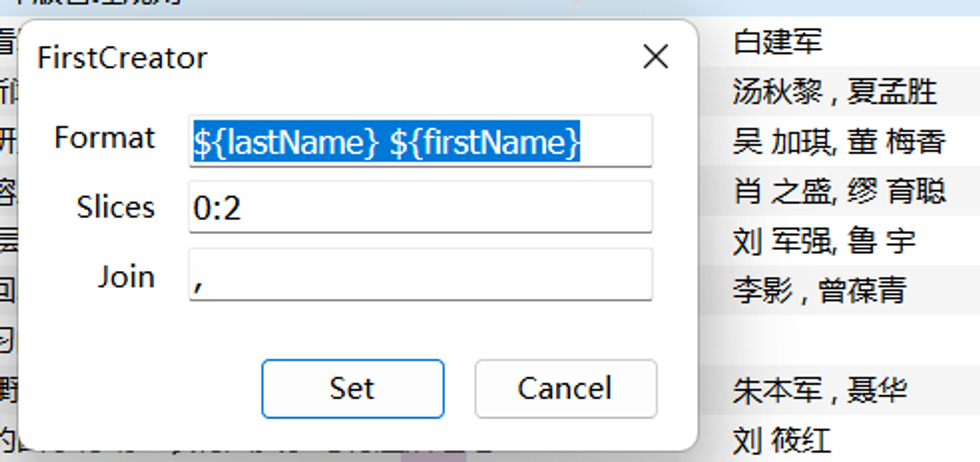 FirstCreator
Format ${lastName} ${firstName}
Slices 0:2
Join ,
Set Cancel
白建军
汤秋黎 , 夏孟胜
吴 加琪, 董 梅香
肖 之盛, 缪 育聪
刘 军强, 鲁 宇
李影 , 曾葆青
朱本军 , 聂华
刘 筱红